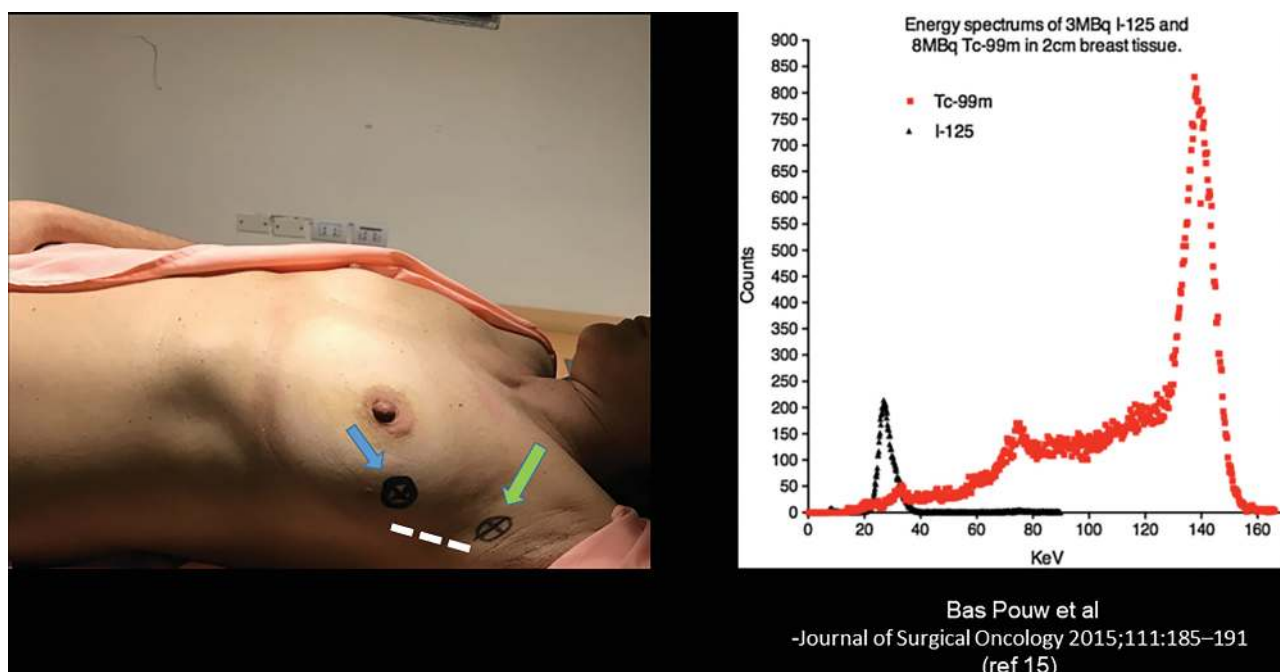 Energy spectrums of 3MBq I-125 and
8MBq Tc-99m in 2cm breast tissue.
Tc-99m
I-125
Counts
900
850
800
750
700
650
600
550
500
450
400
350
300
250
200
150
100
50
0
0 20 40 60 80 100 120 140 160
KeV
Bas Pouw et al
-Journal of Surgical Oncology 2015;111:185–191
(ref 15)